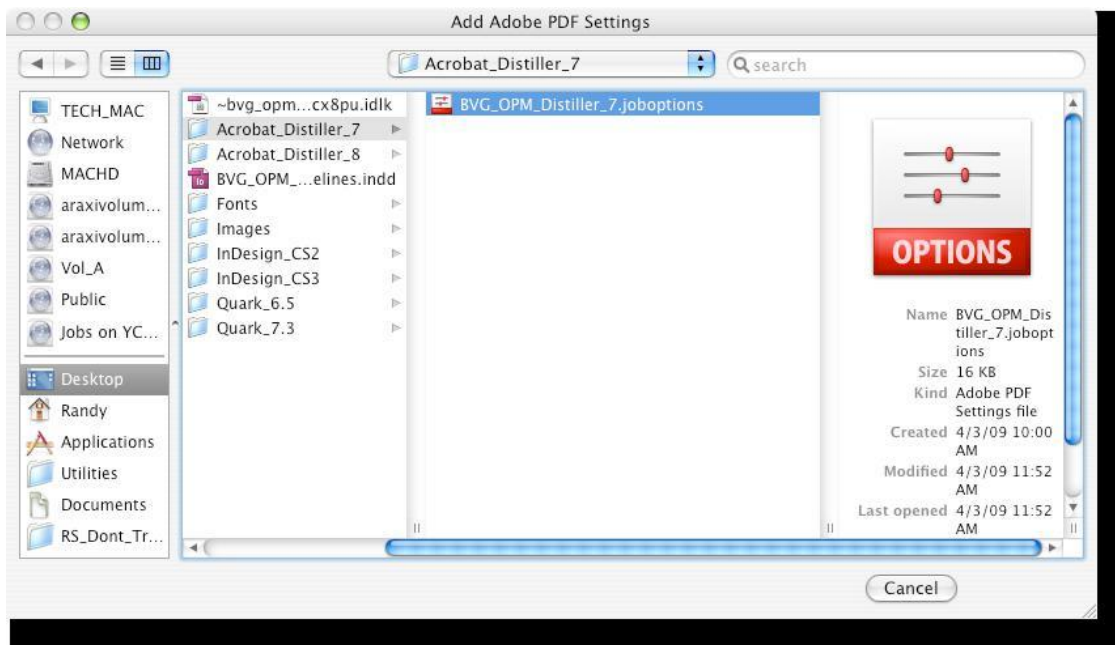 Add Adobe PDF Settings
Acrobat_Distiller_7
search
TECH_MAC
Network
MACHD
araxivolum...
araxivolum...
Vol_A
Public
Jobs on YC...
Desktop
Randy
Applications
Utilities
Documents
RS_Dont_Tr...
~bvg_opm...cx8pu.idlk
Acrobat_Distiller_7
Acrobat_Distiller_8
BVG_OPM_...elines.indd
Fonts
Images
InDesign_CS2
InDesign_CS3
Quark_6.5
Quark_7.3
BVG_OPM_Distiller_7.joboptions
OPTIONS
Name BVG_OPM_Dis
tiller_7.jobopt
ions
Size 16 KB
Kind Adobe PDF
Settings file
Created 4/3/09 10:00
AM
Modified 4/3/09 11:52
AM
Last opened 4/3/09 11:52
AM
Cancel